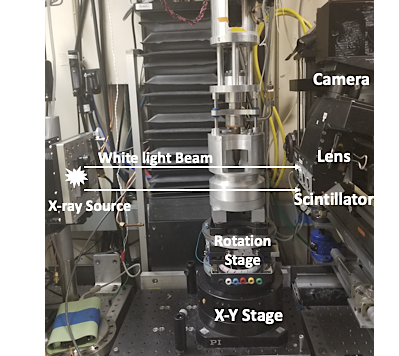 Camera
White light Beam
Lens
X-ray Source
Scintillator
Rotation
Stage
X-Y Stage
PI